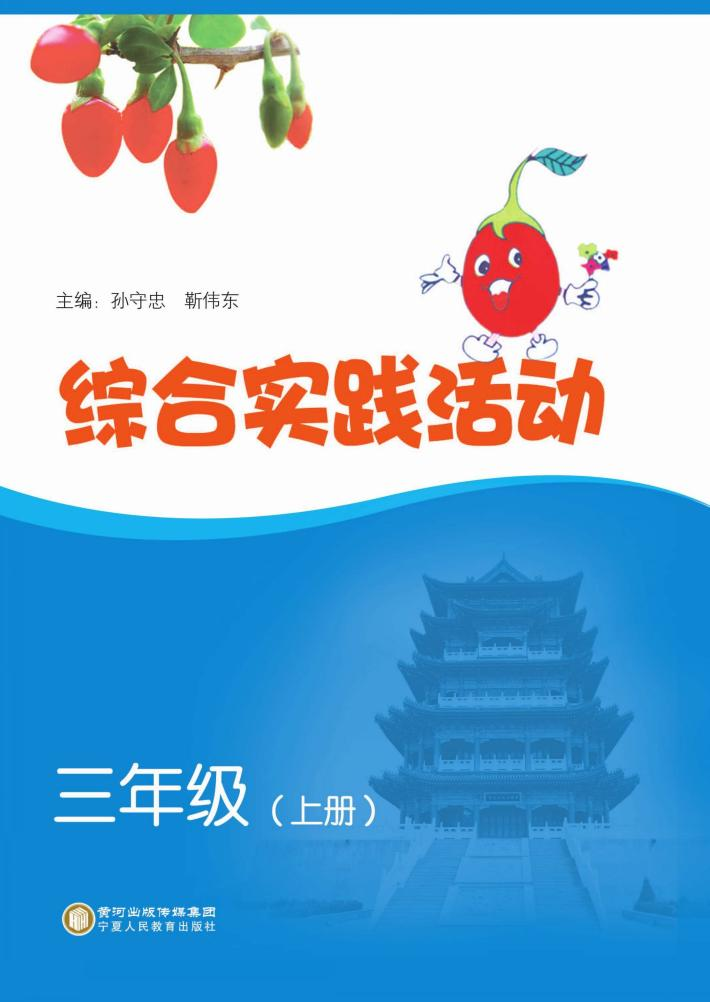 主编：孙守忠　靳伟东
综合实践活动
三年级（上册）
黄河出版传媒集团
宁夏人民教育出版社